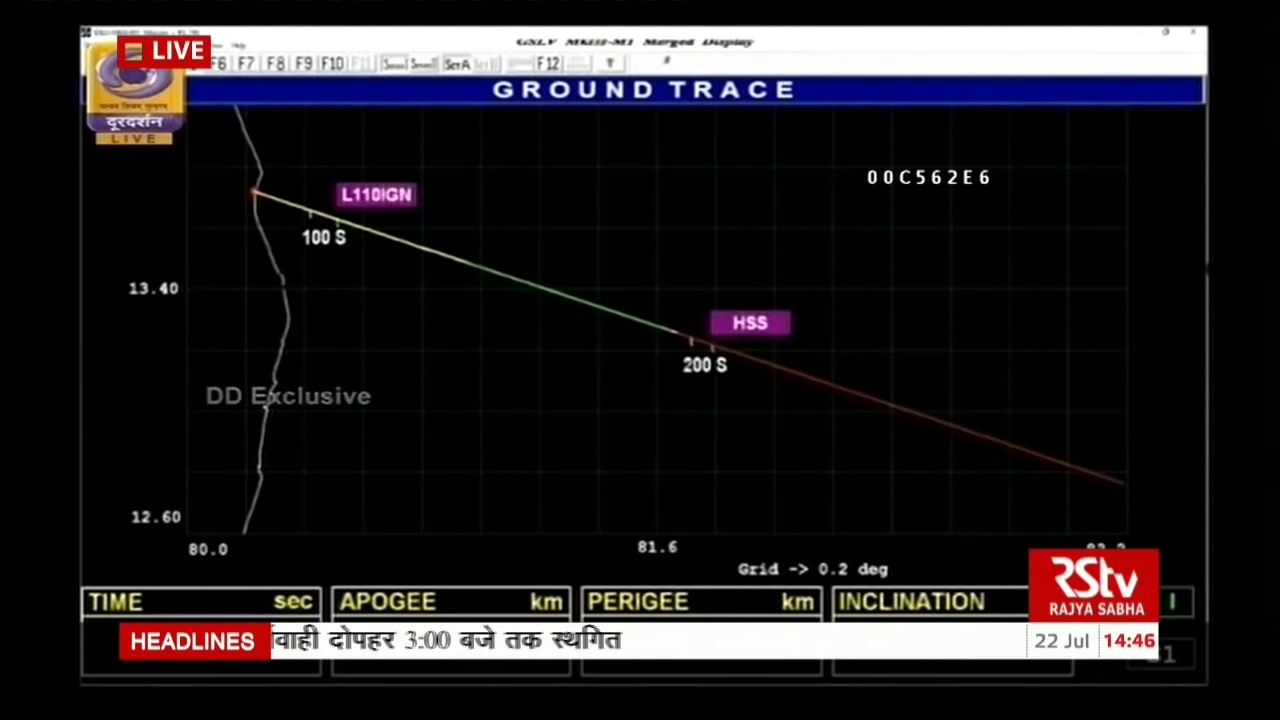 LIVE
GSLV MkIII-M1 Merged Display
Help
F6 F7 F8 F9 F10 F11 F12
GROUND TRACE
दूरदर्शन
LIVE
00C562E6
L110IGN
100 S
13.40
HSS
200 S
DD Exclusive
12.60
80.0
81.6
Grid -> 0.2 deg
TIME sec
APOGEE km
PERIGEE km
INCLINATION
RStv
RAJYA SABHA
HEADLINES
दोपहर 3:00 बजे तक स्थगित
22 Jul
14:46